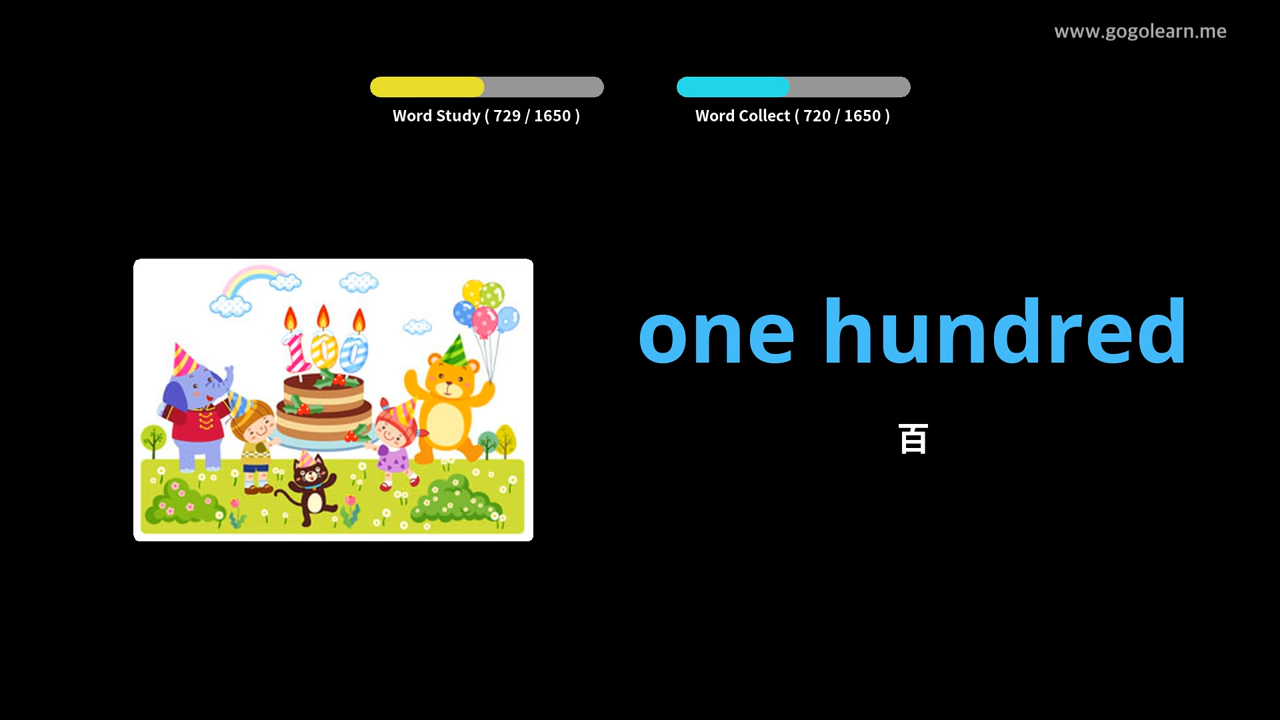 www.gogolearn.me
Word Study ( 729 / 1650 )
Word Collect ( 720 / 1650 )
100
one hundred
百